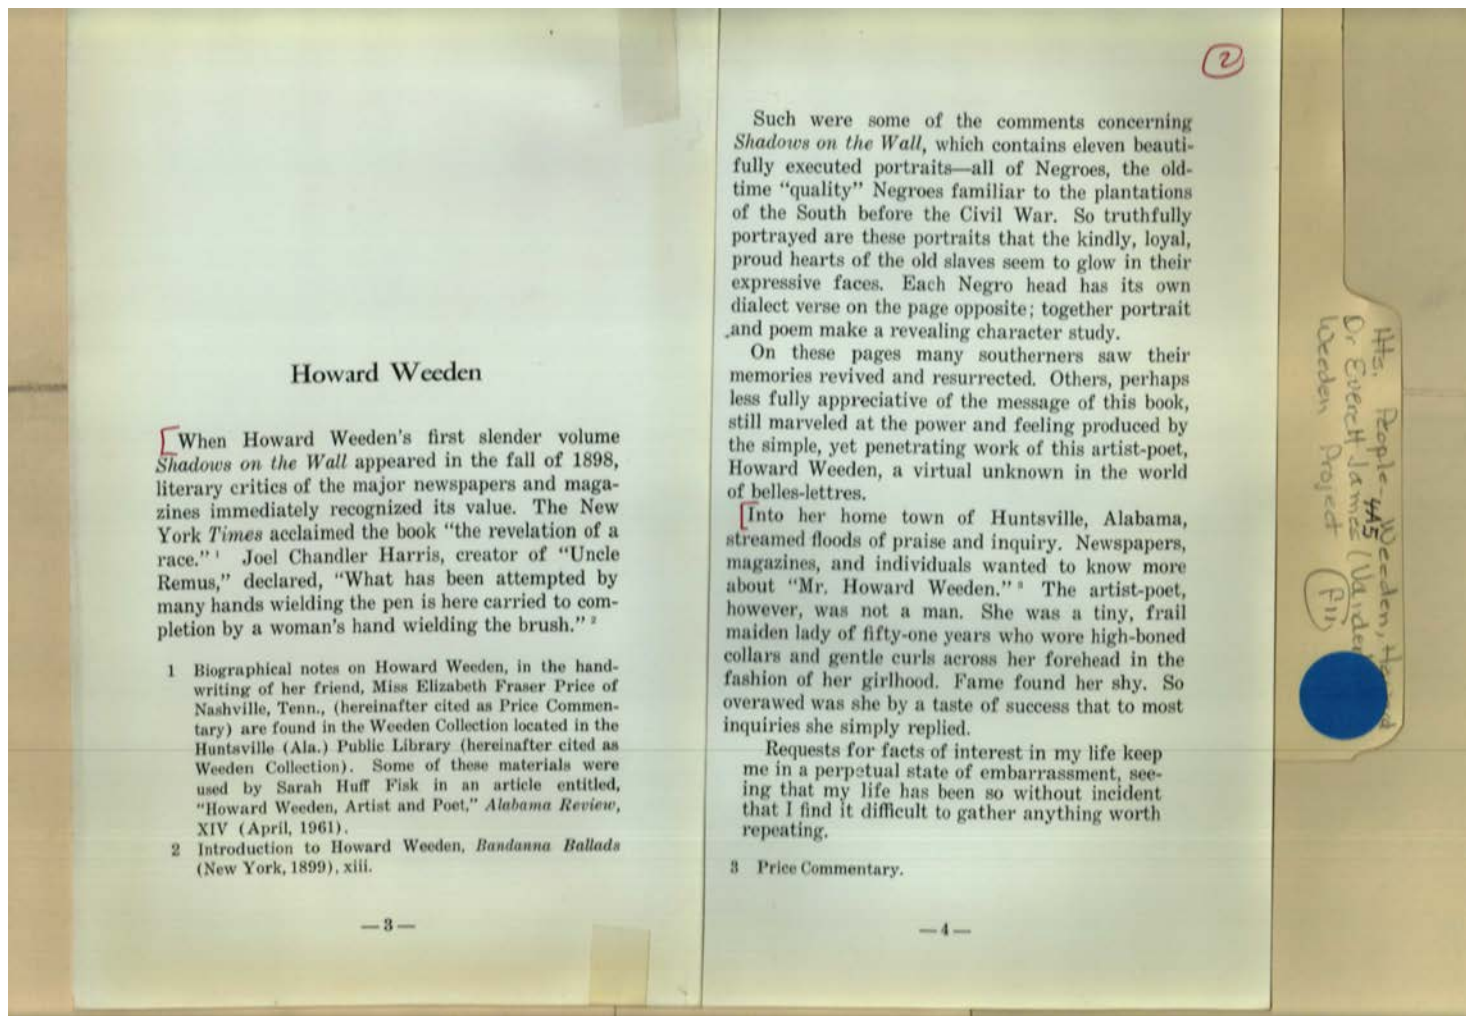 Howard Weeden
When Howard Weeden's first slender volume
Shadows on the Wall appeared in the fall of 1898,
literary critics of the major newspapers and maga-
zines immediately recognized its value. The New
York Times acclaimed the book "the revelation of a
race." 1 Joel Chandler Harris, creator of "Uncle
Remus," declared, "What has been attempted by
many hands wielding the pen is here carried to com-
pletion by a woman's hand wielding the brush." 2
1 Biographical notes on Howard Weeden, in the hand-
writing of her friend, Miss Elizabeth Fraser Price of
Nashville, Tenn., (hereinafter cited as Price Commen-
tary) are found in the Weeden Collection located in the
Huntsville (Ala.) Public Library (hereinafter cited as
Weeden Collection). Some of these materials were
used by Sarah Huff Fisk in an article entitled,
"Howard Weeden, Artist and Poet," Alabama Review,
XIV (April, 1961).
2 Introduction to Howard Weeden, Bandanna Ballads
(New York, 1899), xiii.
—3—
2
Such were some of the comments concerning
Shadows on the Wall, which contains eleven beauti-
fully executed portraits—all of Negroes, the old-
time "quality" Negroes familiar to the plantations
of the South before the Civil War. So truthfully
portrayed are these portraits that the kindly, loyal,
proud hearts of the old slaves seem to glow in their
expressive faces. Each Negro head has its own
dialect verse on the page opposite; together portrait
and poem make a revealing character study.
On these pages many southerners saw their
memories revived and resurrected. Others, perhaps
less fully appreciative of the message of this book,
still marveled at the power and feeling produced by
the simple, yet penetrating work of this artist-poet,
Howard Weeden, a virtual unknown in the world
of belles-lettres.
Into her home town of Huntsville, Alabama,
streamed floods of praise and inquiry. Newspapers,
magazines, and individuals wanted to know more
about "Mr. Howard Weeden." 3 The artist-poet,
however, was not a man. She was a tiny, frail
maiden lady of fifty-one years who wore high-boned
collars and gentle curls across her forehead in the
fashion of her girlhood. Fame found her shy. So
overawed was she by a taste of success that to most
inquiries she simply replied.
Requests for facts of interest in my life keep
me in a perpetual state of embarrassment, see-
ing that my life has been so without incident
that I find it difficult to gather anything worth
repeating.
3 Price Commentary.
—4—
People-Weeden,
4A5
Dr Everett James
Weeden Project